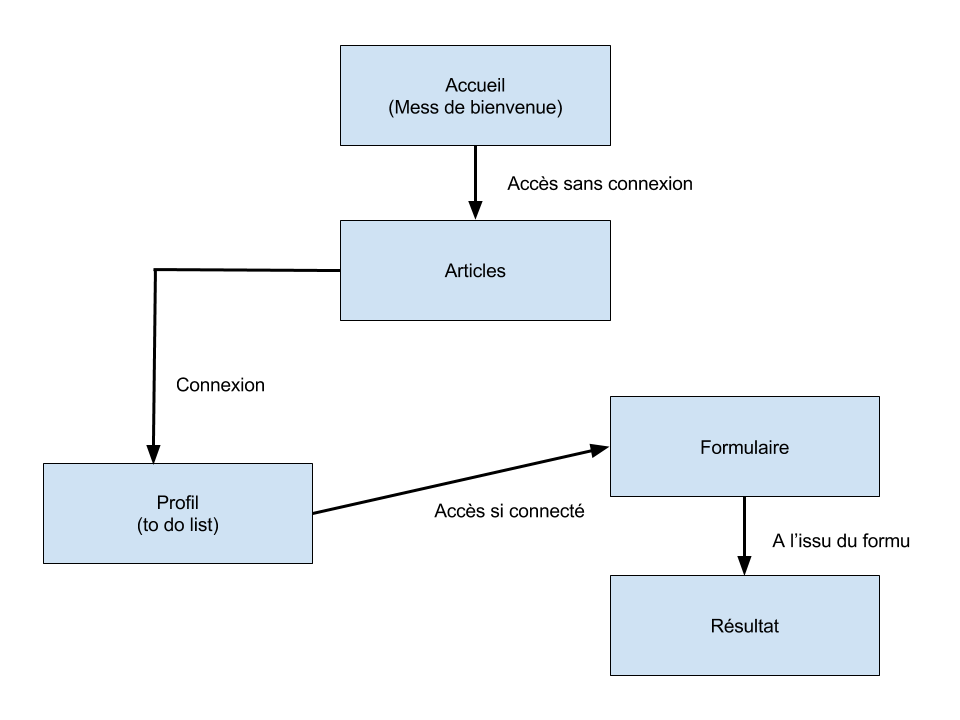 Accueil
(Mess de bienvenue)
Accès sans connexion
Articles
Connexion
Profil
(to do list)
Accès si connecté
Formulaire
A l'issu du formu
Résultat